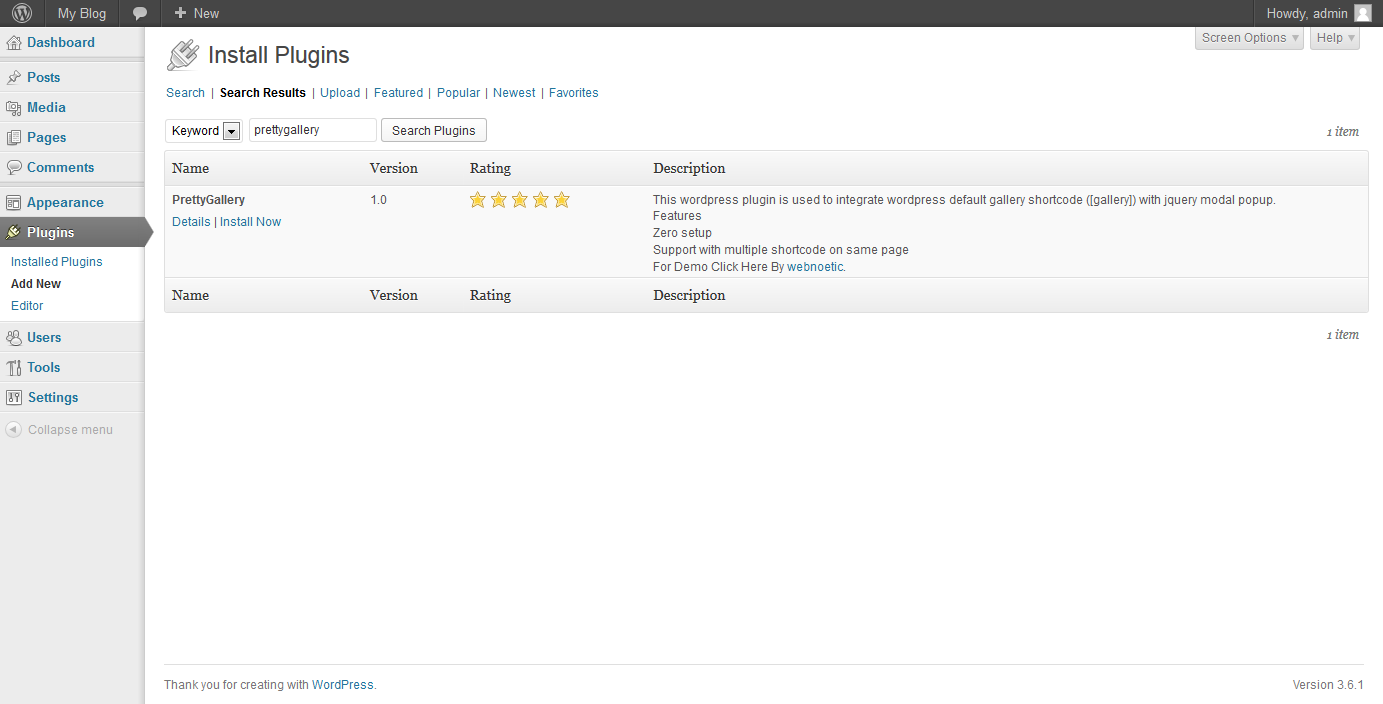 My Blog
New
Howdy, admin
Dashboard
Posts
Media
Pages
Comments
Appearance
Plugins
Installed Plugins
Add New
Editor
Users
Tools
Settings
Collapse menu
Screen Options
Help
Install Plugins
Search | Search Results | Upload | Featured | Popular | Newest | Favorites
Keyword prettygallery Search Plugins
1 item
Name Version Rating Description
PrettyGallery 1.0 This wordpress plugin is used to integrate wordpress default gallery shortcode ([gallery]) with jquery modal popup.
Details | Install Now
Features
Zero setup
Support with multiple shortcode on same page
For Demo Click Here By webnoetic.
Name Version Rating Description
1 item
Thank you for creating with WordPress.
Version 3.6.1